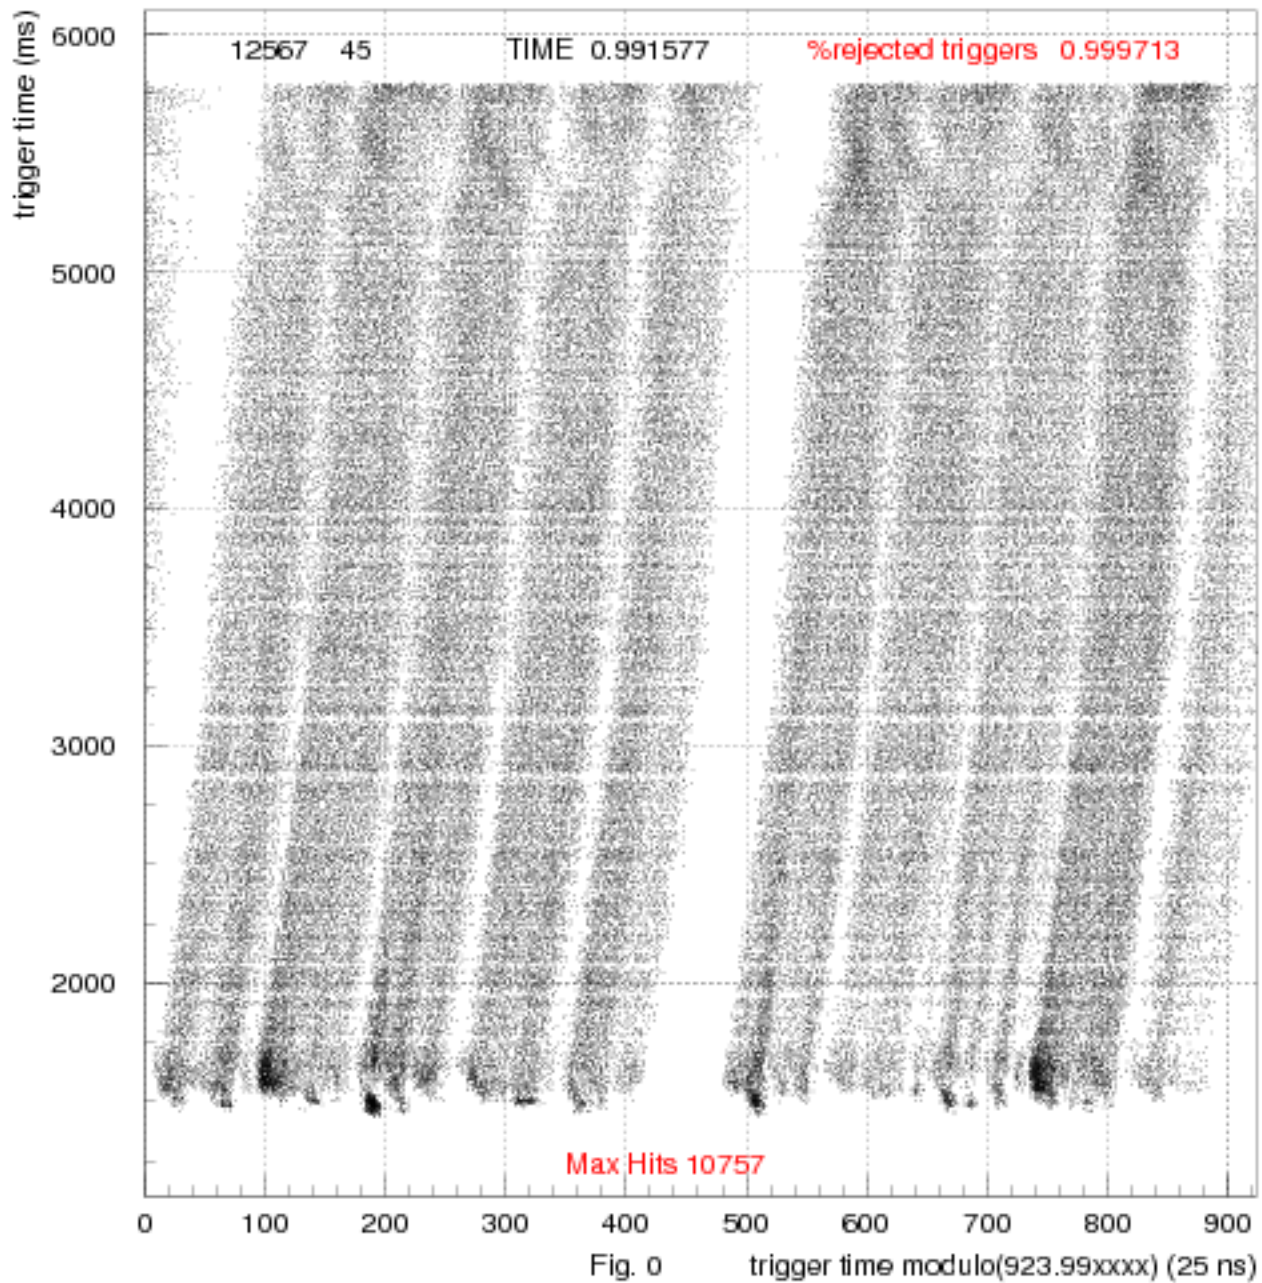 trigger time (ms)
12567 45 TIME 0.991577 %rejected triggers 0.999713
6000
5000
4000
3000
2000
Max Hits 10757
0 100 200 300 400 500 600 700 800 900
Fig. 0 trigger time modulo(923.99xxxx) (25 ns)